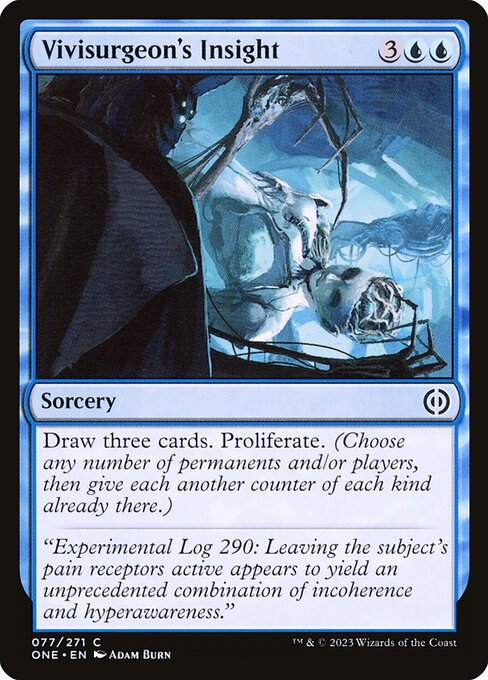 Vivisurgeon's Insight 3
Sorcery
Draw three cards. Proliferate. (Choose
any number of permanents and/or players,
then give each another counter of each kind
already there.)
“Experimental Log 290: Leaving the subject's
pain receptors active appears to yield an
unprecedented combination of incoherence
and hyperawareness.”
077/271 C
ONE • EN Adam Burn
™ & © 2023 Wizards of the Coast